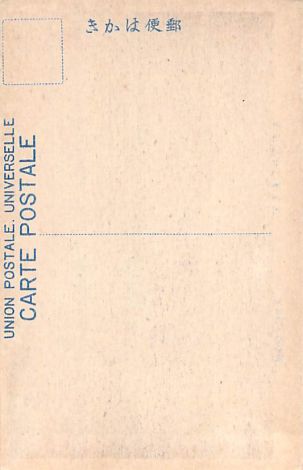 郵便はかき
UNION POSTALE. UNIVERSELLE
CARTE POSTALE